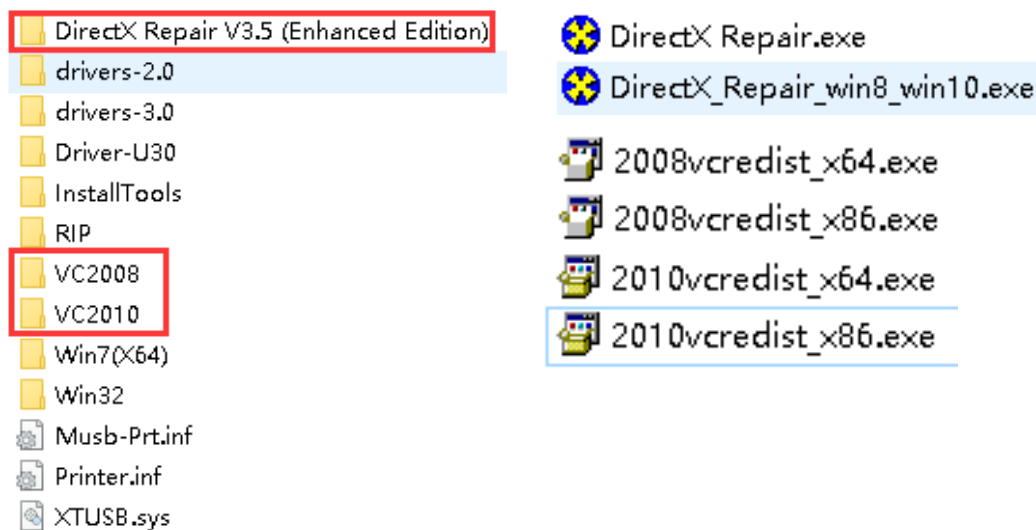 DirectX Repair V3.5 (Enhanced Edition)
drivers-2.0
drivers-3.0
Driver-U30
InstallTools
RIP
VC2008
VC2010
Win7(X64)
Win32
Musb-Prt.inf
Printer.inf
XTUSB.sys
DirectX Repair.exe
DirectX_Repair_win8_win10.exe
2008vcredist_x64.exe
2008vcredist_x86.exe
2010vcredist_x64.exe
2010vcredist_x86.exe